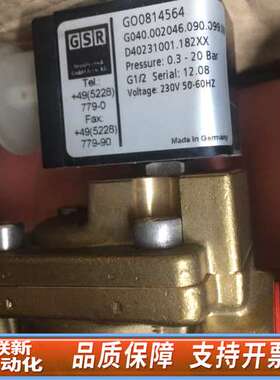 GSR
Tel.:
+49(5228)
779-0
Fax:
+49(5228)
779-90
GO0814564
G040.002046.090.099
D40231001.182XX
Pressure: 0.3 - 20 Bar
G1/2 Serial: 12.08
Voltage: 230V 50-60HZ
Made in Germany
联新
动化
品质保障 支持开票